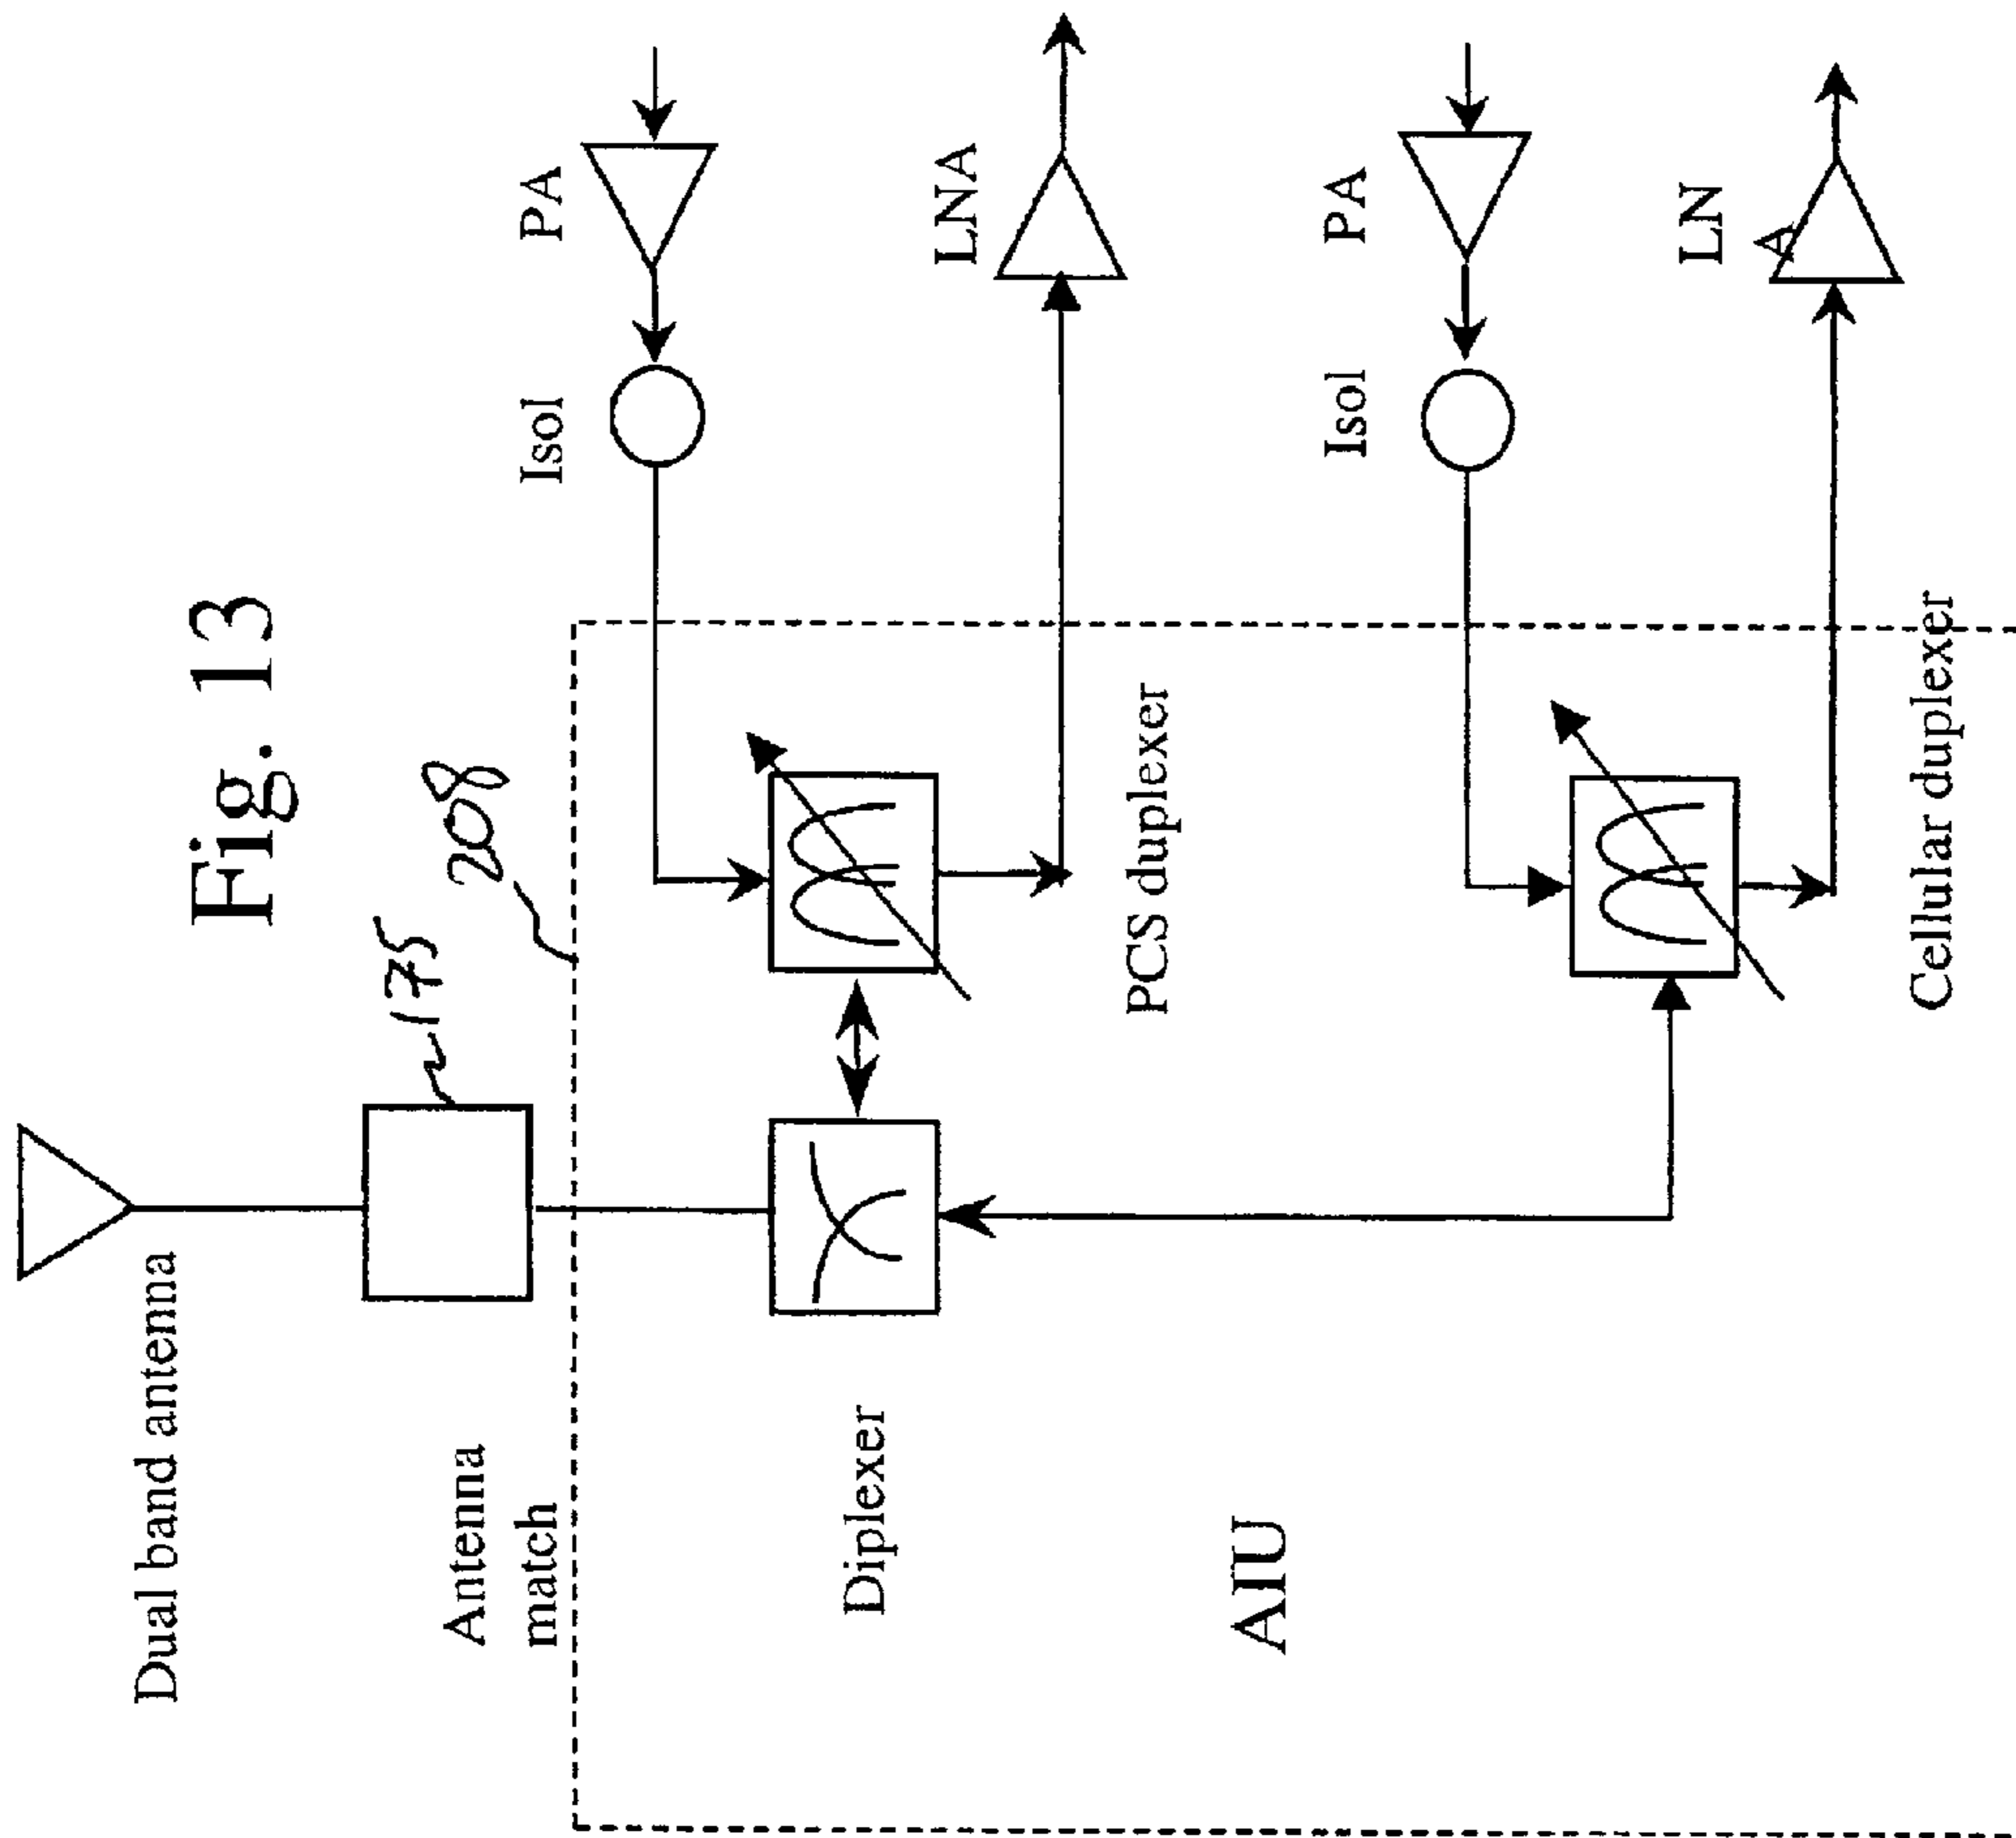 Fig. 13
Dual band antenna
Antenna
match
175
208
Diplexer
PCS duplexer
Isol
PA
LNA
AIU
Isol
PA
LN
A
Cellular duplexer